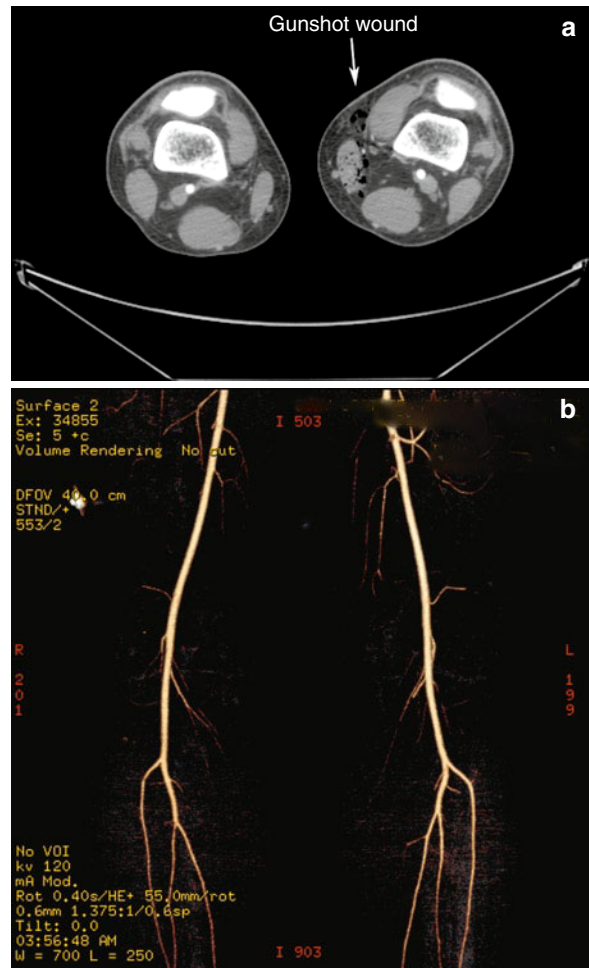 Gunshot wound
a
b
Surface 2
Ex: 34855
Se: 5 +c
Volume Rendering No cut
DFOV 40.0 cm
STND/+
553/2
I 503
R
2
0
1
L
1
9
9
No VOI
kv 120
mA Mod.
Rot 0.40s/HE+ 55.0mm/rot
0.6mm 1.375:1/0.6sp
Tilt: 0.0
03:56:48 AM
W = 700 L = 250
I 903